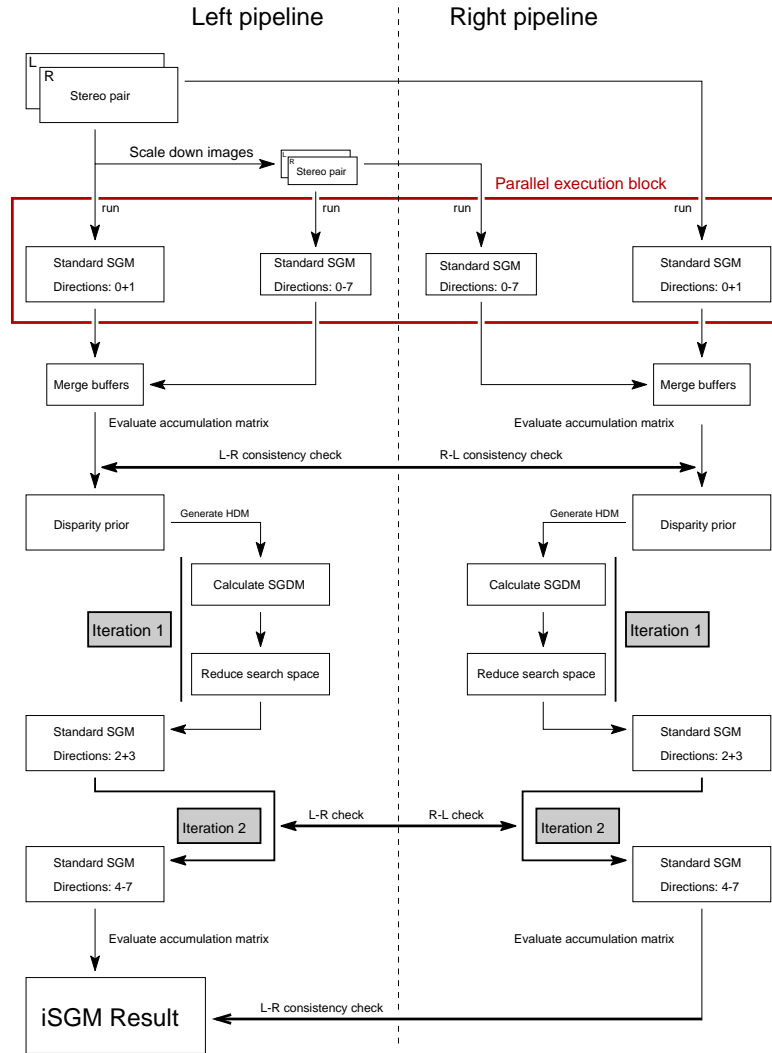 Left pipeline
Right pipeline
L
R
Stereo pair
Scale down images
L
R
Stereo pair
Parallel execution block
run
run
run
run
Standard SGM
Directions: 0+1
Standard SGM
Directions: 0-7
Standard SGM
Directions: 0-7
Standard SGM
Directions: 0+1
Merge buffers
Merge buffers
Evaluate accumulation matrix
Evaluate accumulation matrix
L-R consistency check
R-L consistency check
Disparity prior
Generate HDM
Generate HDM
Disparity prior
Calculate SGDM
Calculate SGDM
Iteration 1
Iteration 1
Reduce search space
Reduce search space
Standard SGM
Directions: 2+3
Standard SGM
Directions: 2+3
Iteration 2
L-R check
R-L check
Iteration 2
Standard SGM
Directions: 4-7
Standard SGM
Directions: 4-7
Evaluate accumulation matrix
Evaluate accumulation matrix
iSGM Result
L-R consistency check